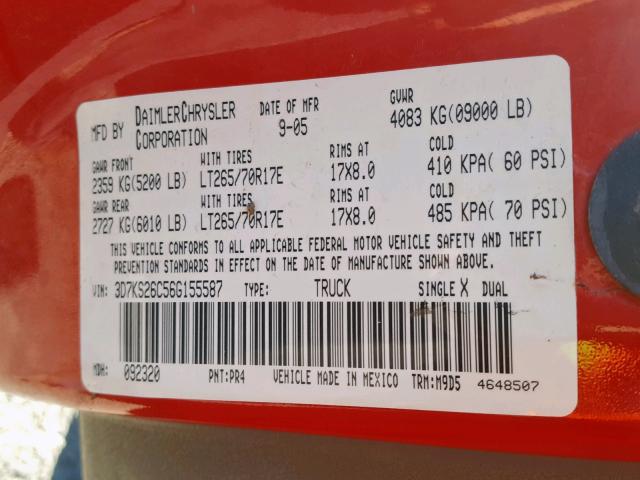 MFD BY DAIMLERCHRYSLER CORPORATION DATE OF MFR 9-05 GVWR 4083 KG(09000 LB)
GAWR FRONT WITH TIRES RIMS AT COLD
2359 KG(5200 LB) LT265/70R17E 17X8.0 410 KPA( 60 PSI)
GAWR REAR WITH TIRES RIMS AT COLD
2727 KG(6010 LB) LT265/70R17E 17X8.0 485 KPA( 70 PSI)
THIS VEHICLE CONFORMS TO ALL APPLICABLE FEDERAL MOTOR VEHICLE SAFETY AND THEFT
PREVENTION STANDARDS IN EFFECT ON THE DATE OF MANUFACTURE SHOWN ABOVE.
VIN: 3D7KS26C56G155587 TYPE: TRUCK SINGLE X DUAL
MDH: 092320 PNT:PR4 VEHICLE MADE IN MEXICO TRM:M9D5 4648507